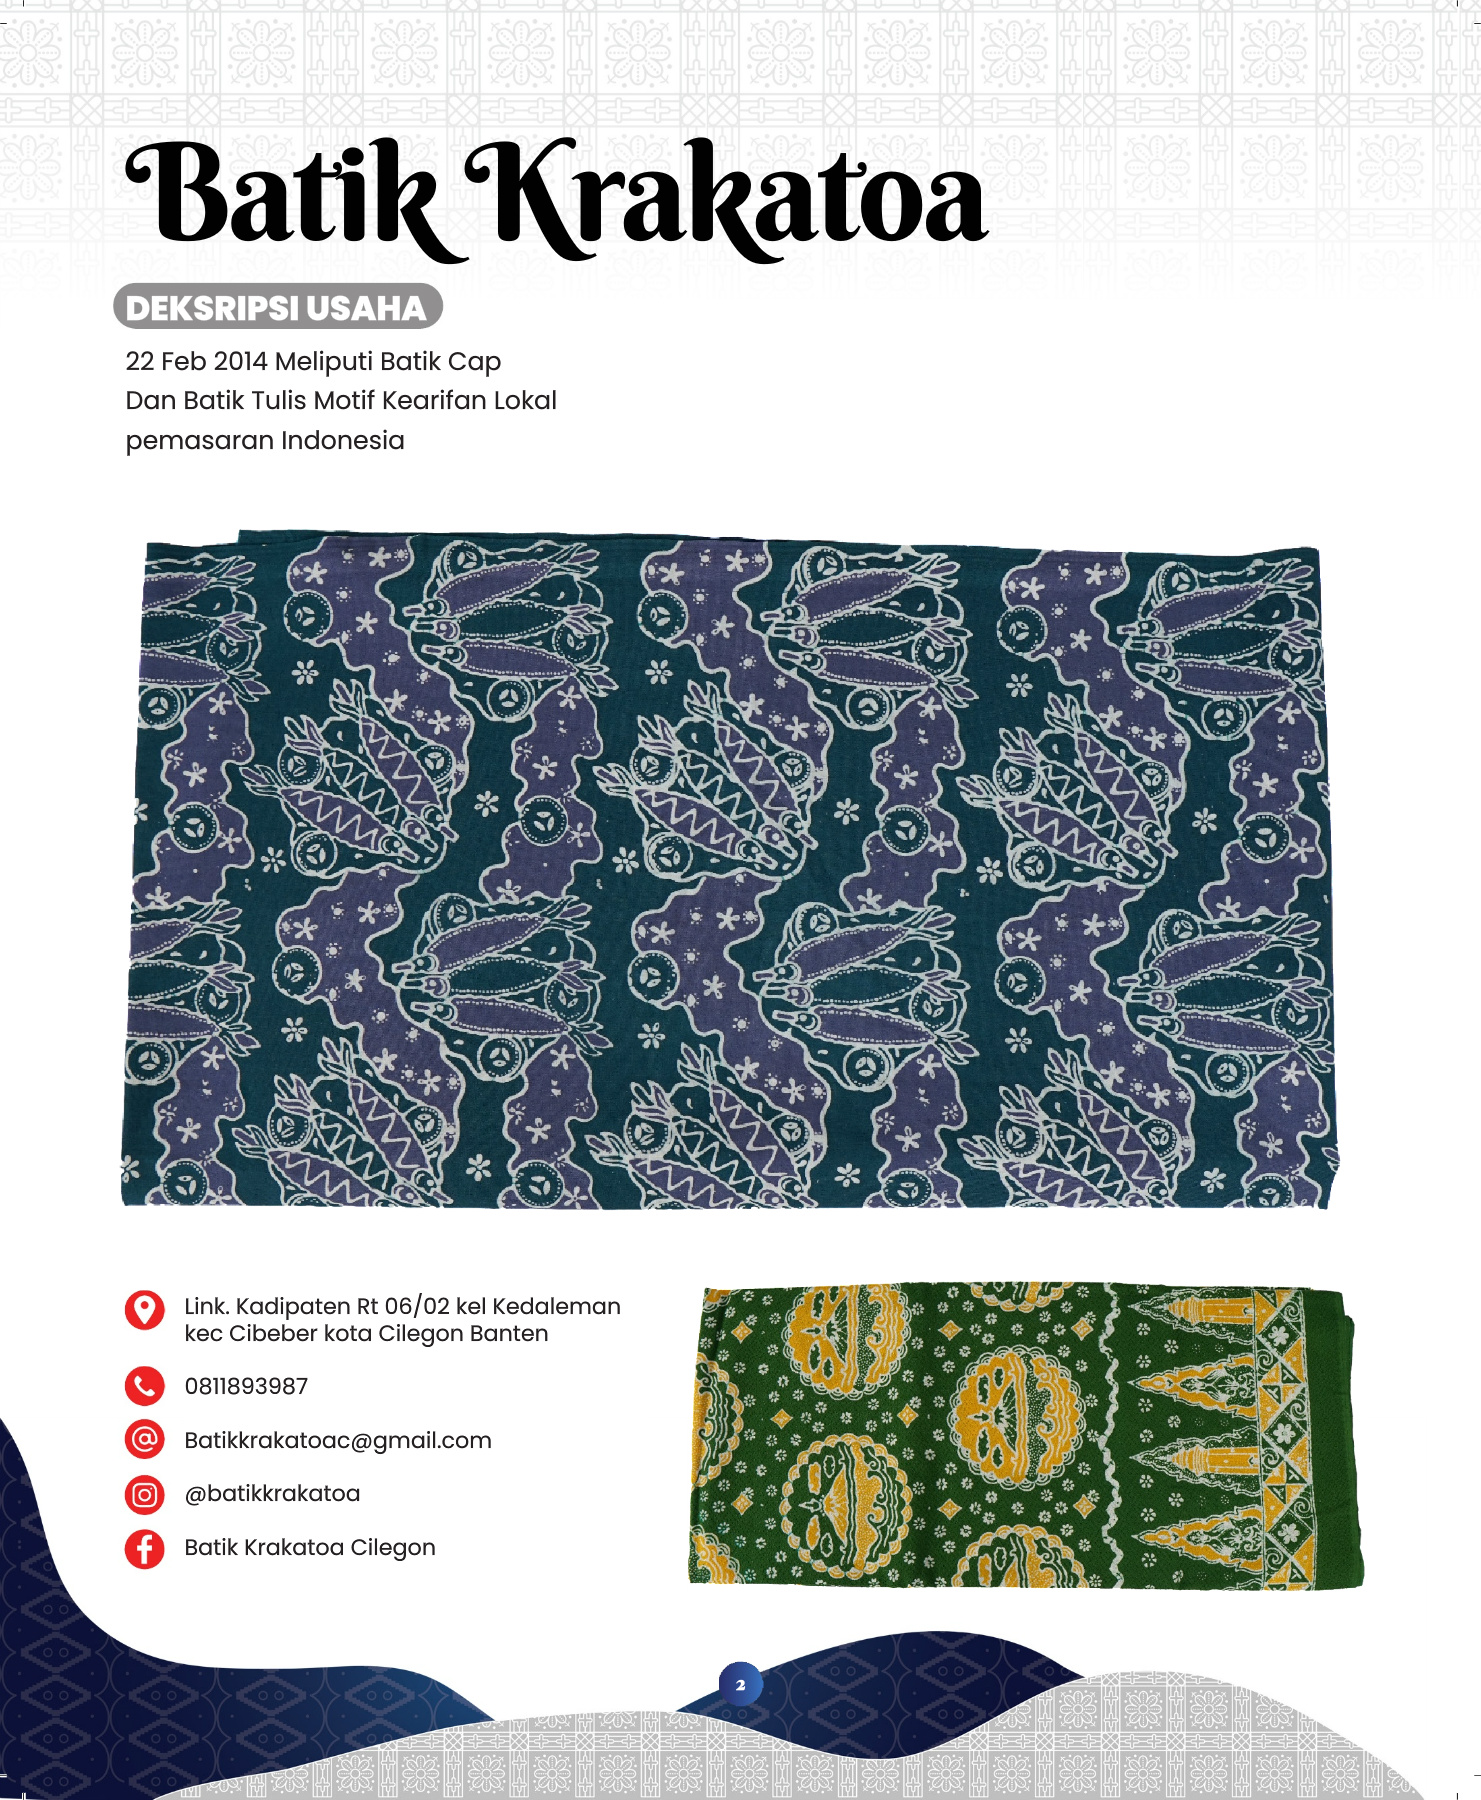 Batik Krakatoa
DEKSRIPSI USAHA
22 Feb 2014 Meliputi Batik Cap
Dan Batik Tulis Motif Kearifan Lokal
pemasaran Indonesia
Link. Kadipaten Rt 06/02 kel Kedaleman
kec Cibeber kota Cilegon Banten
0811893987
Batikkrakatoac@gmail.com
@batikkrakatoa
Batik Krakatoa Cilegon
2